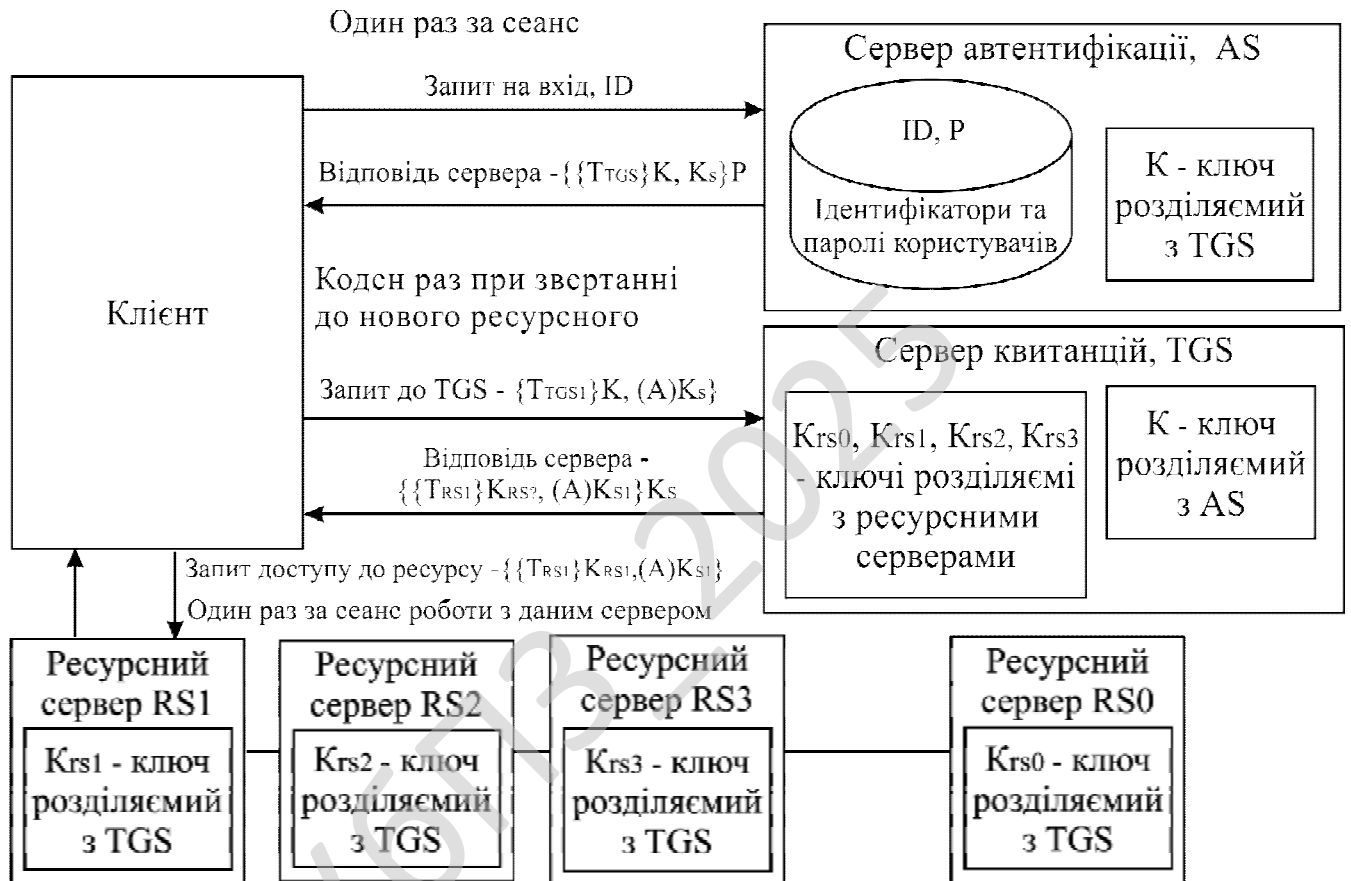 Один раз за сеанс
Запит на вхід, ID
Відповідь сервера -{{TTGS}K, KS}P
Коден раз при звертанні
до нового ресурсного
Клієнт
Запит до TGS - {TTGS1}K, (A)KS}
Відповідь сервера -
{{TRS1}KRS?, (A)KS1}KS
Запит доступу до ресурсу -{{TRS1}KRS1,(A)KS1}
Один раз за сеанс роботи з даним сервером
Сервер автентифікації, AS
ID, P
Ідентифікатори та
паролі користувачів
К - ключ
розділяємий
з TGS
Сервер квитанцій, TGS
Krs0, Krs1, Krs2, Krs3
- ключі розділяємі
з ресурсними
серверами
К - ключ
розділяємий
з AS
Ресурсний
сервер RS1
Krs1 - ключ
розділяємий
з TGS
Ресурсний
сервер RS2
Krs2 - ключ
розділяємий
з TGS
Ресурсний
сервер RS3
Krs3 - ключ
розділяємий
з TGS
Ресурсний
сервер RS0
Krs0 - ключ
розділяємий
з TGS